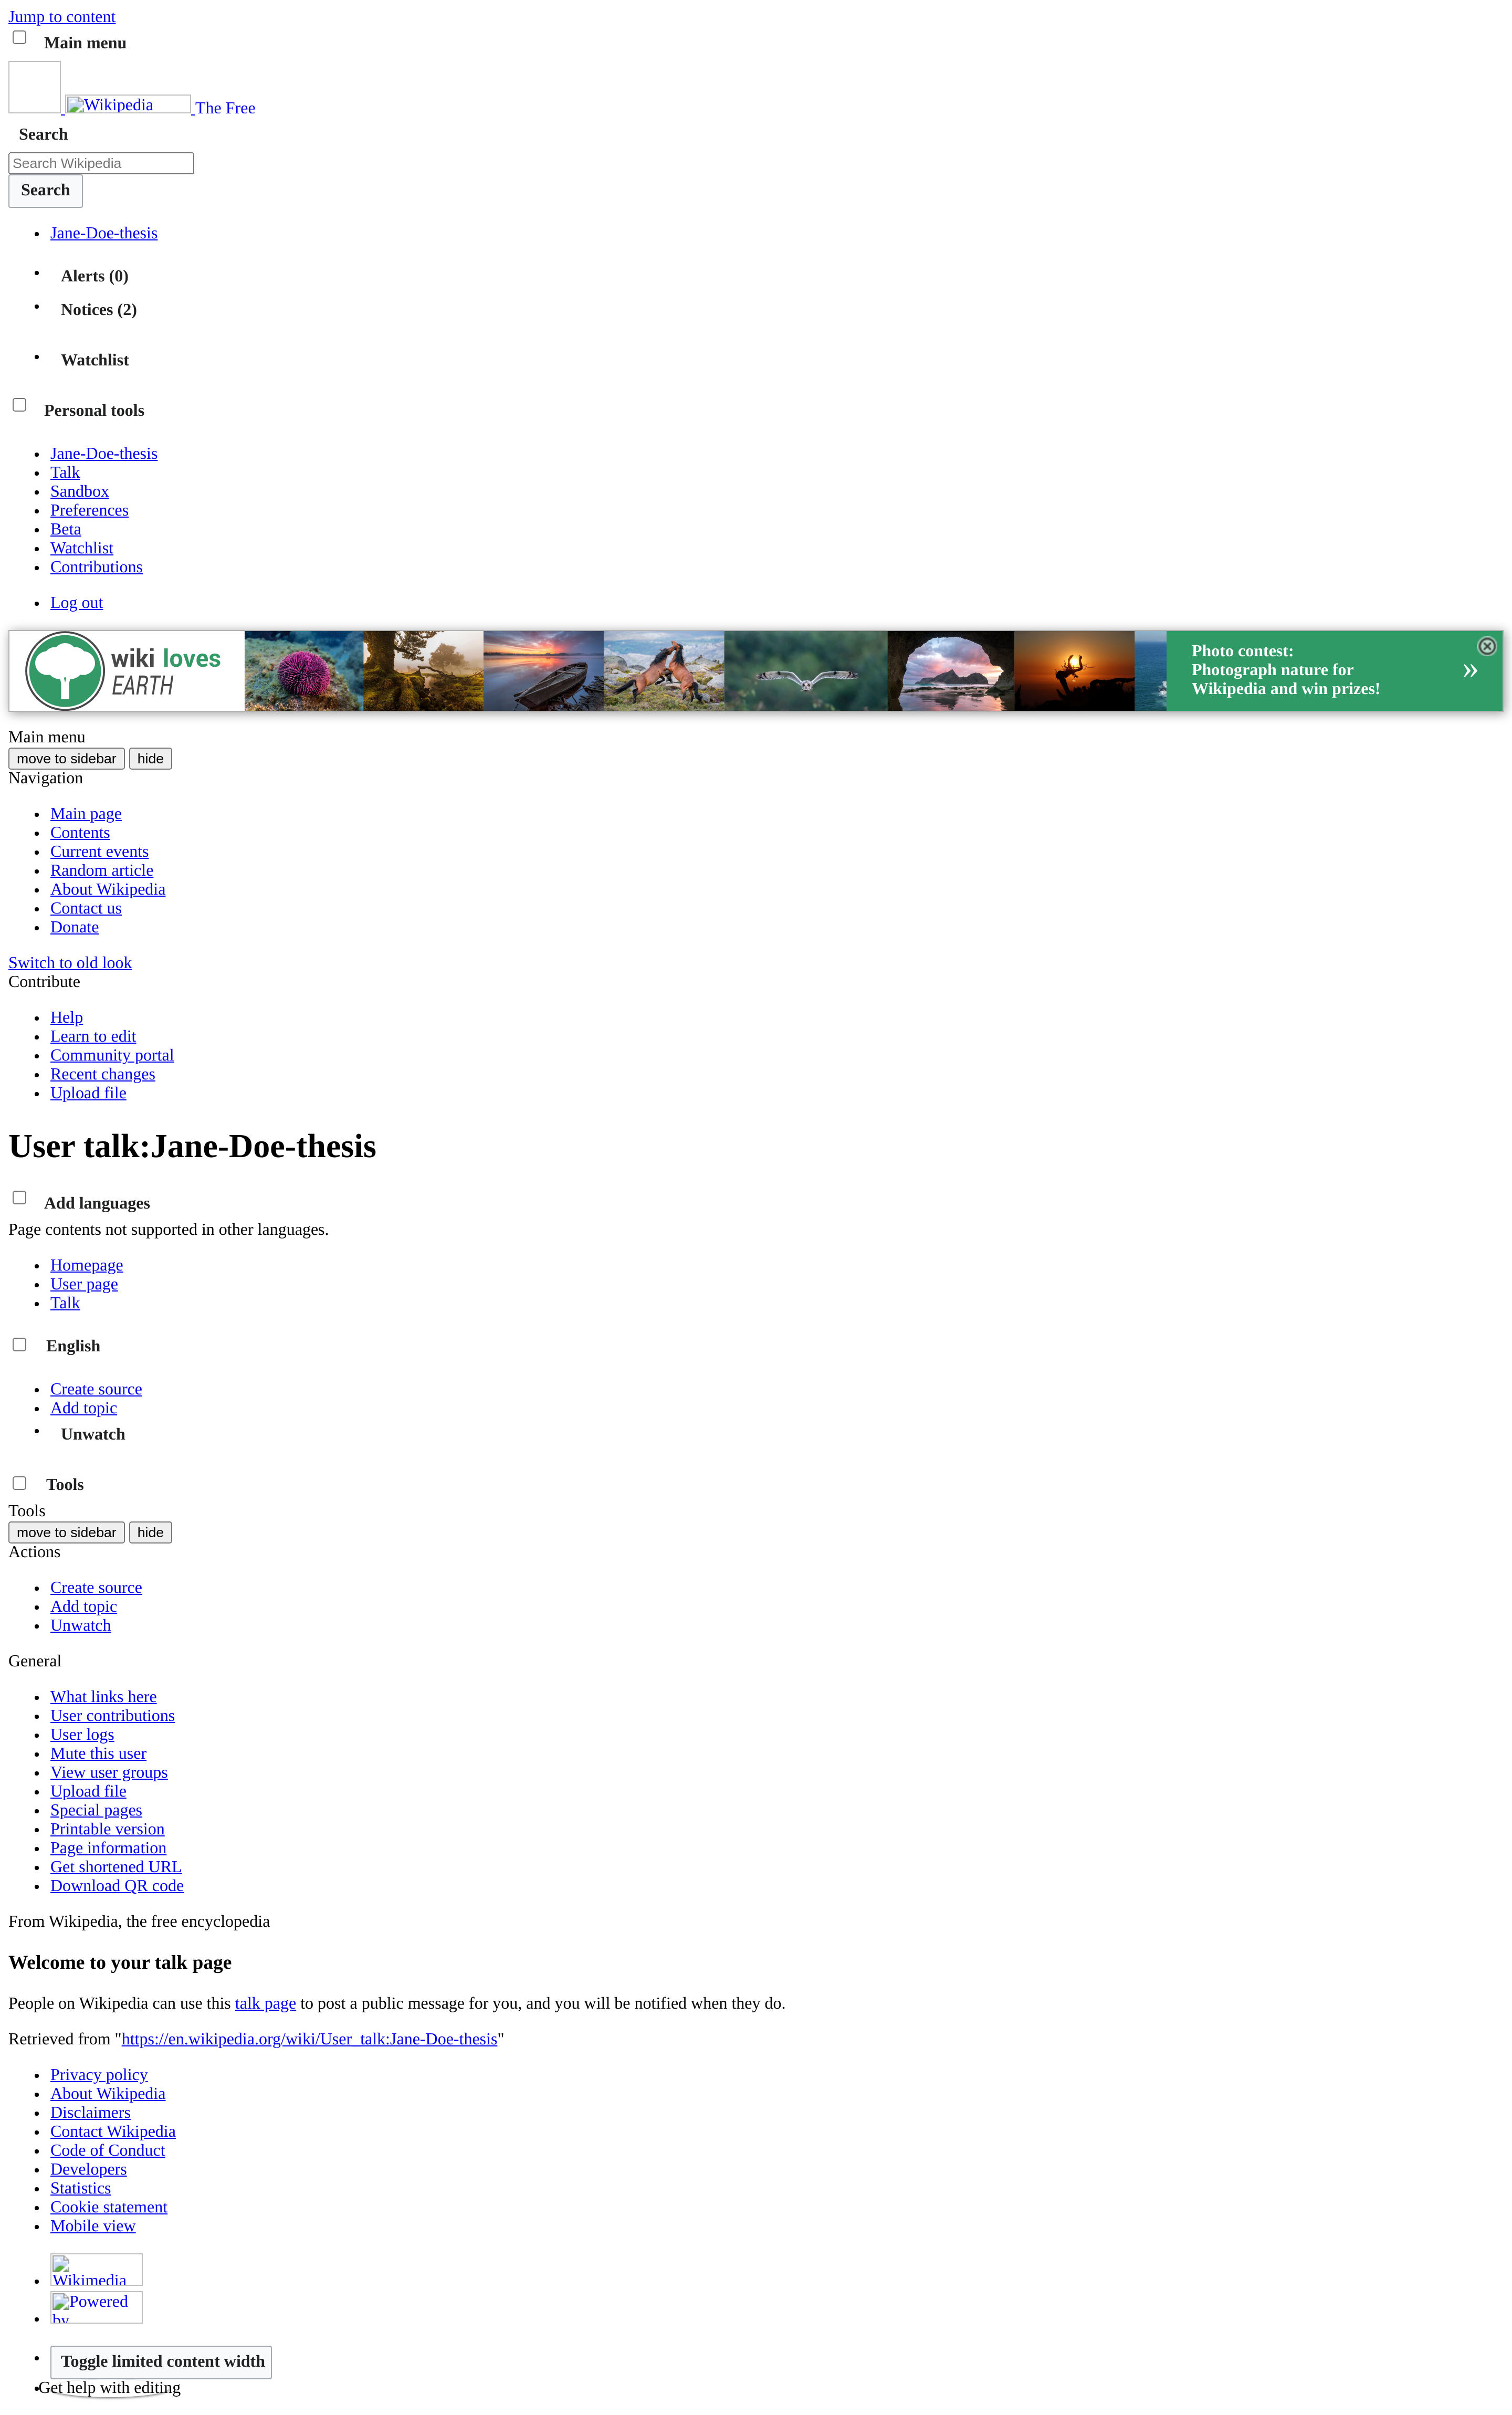 Jump to content
Main menu
Wikipedia The Free
Search
Search Wikipedia
Search
Jane-Doe-thesis
Alerts (0)
Notices (2)
Watchlist
Personal tools
Jane-Doe-thesis
Talk
Sandbox
Preferences
Beta
Watchlist
Contributions
Log out
wiki loves
EARTH
Photo contest:
Photograph nature for
Wikipedia and win prizes!
»
Main menu
move to sidebar hide
Navigation
Main page
Contents
Current events
Random article
About Wikipedia
Contact us
Donate
Switch to old look
Contribute
Help
Learn to edit
Community portal
Recent changes
Upload file
User talk:Jane-Doe-thesis
Add languages
Page contents not supported in other languages.
Homepage
User page
Talk
English
Create source
Add topic
Unwatch
Tools
Tools
move to sidebar hide
Actions
Create source
Add topic
Unwatch
General
What links here
User contributions
User logs
Mute this user
View user groups
Upload file
Special pages
Printable version
Page information
Get shortened URL
Download QR code
From Wikipedia, the free encyclopedia
Welcome to your talk page
People on Wikipedia can use this talk page to post a public message for you, and you will be notified when they do.
Retrieved from "https://en.wikipedia.org/wiki/User_talk:Jane-Doe-thesis"
Privacy policy
About Wikipedia
Disclaimers
Contact Wikipedia
Code of Conduct
Developers
Statistics
Cookie statement
Mobile view
Wikimedia
Powered
by
Toggle limited content width
Get help with editing